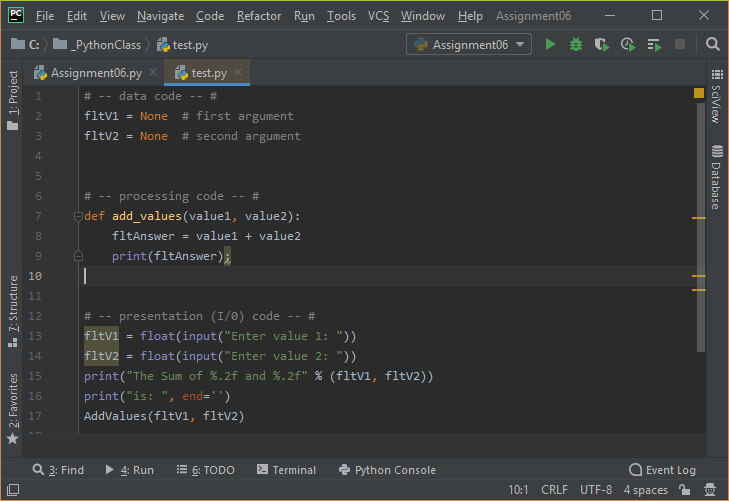 PC File Edit View Navigate Code Refactor Run Tools VCS Window Help Assignment06
C: _PythonClass test.py Assignment06
Assignment06.py test.py
1: Project
7: Structure
2: Favorites
1 # -- data code -- #
2 fltV1 = None  # first argument
3 fltV2 = None  # second argument
4
5
6 # -- processing code -- #
7 def add_values(value1, value2):
8     fltAnswer = value1 + value2
9     print(fltAnswer);
10
11
12 # -- presentation (I/0) code -- #
13 fltV1 = float(input("Enter value 1: "))
14 fltV2 = float(input("Enter value 2: "))
15 print("The Sum of %.2f and %.2f" % (fltV1, fltV2))
16 print("is: ", end='')
17 AddValues(fltV1, fltV2)
SciView
Database
3: Find 4: Run 6: TODO Terminal Python Console Event Log
10:1 CRLF UTF-8 4 spaces